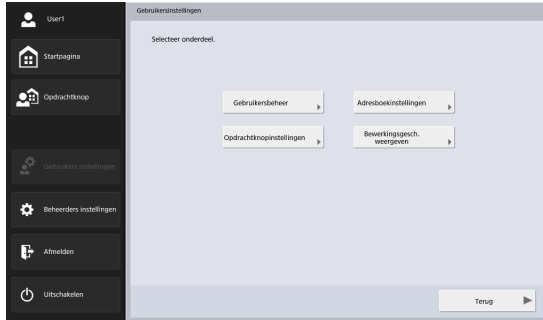 User1
Startpagina
Opdrachtknop
Gebruikers instellingen
Beheerders instellingen
Afmelden
Uitschakelen
Gebruikersinstellingen
Selecteer onderdeel.
Gebruikersbeheer
Adresboekinstellingen
Opdrachtknopinstellingen
Bewerkingsgesch.
weergeven
Terug